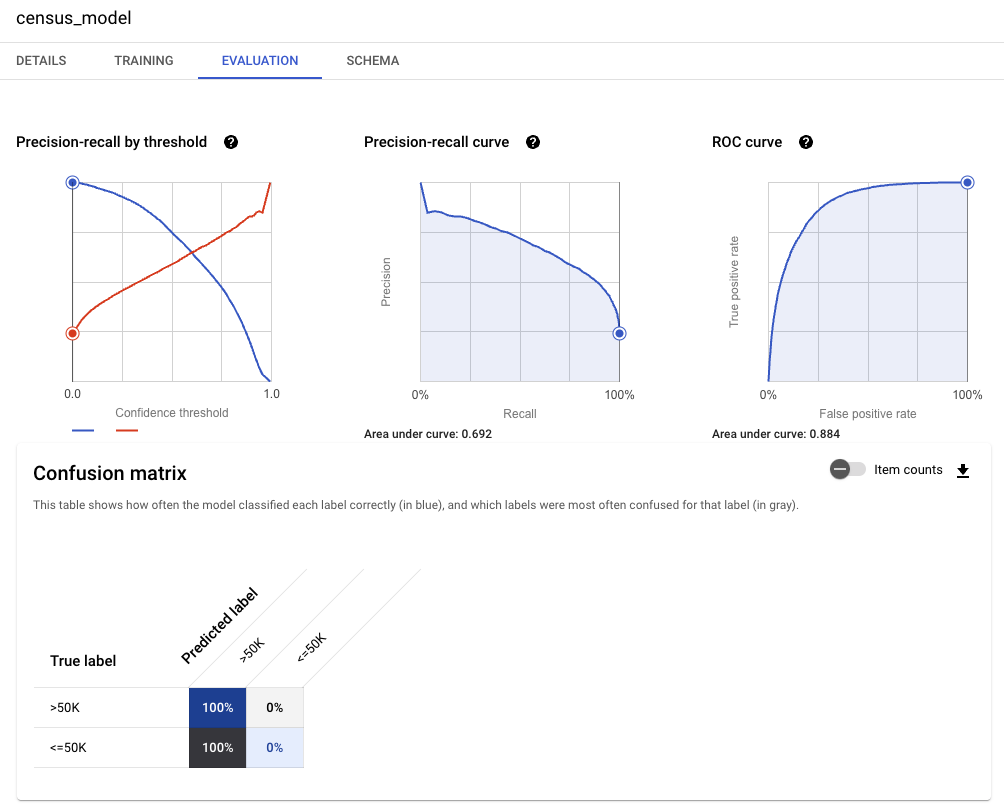 census_model
DETAILS TRAINING EVALUATION SCHEMA
Precision-recall by threshold ?
0.0 1.0
Confidence threshold
Precision-recall curve ?
Precision
0% 100%
Recall
Area under curve: 0.692
ROC curve ?
True positive rate
0% 100%
False positive rate
Area under curve: 0.884
Confusion matrix
Item counts
This table shows how often the model classified each label correctly (in blue), and which labels were most often confused for that label (in gray).
Predicted label
>50K
<=50K
True label
>50K 100% 0%
<=50K 100% 0%